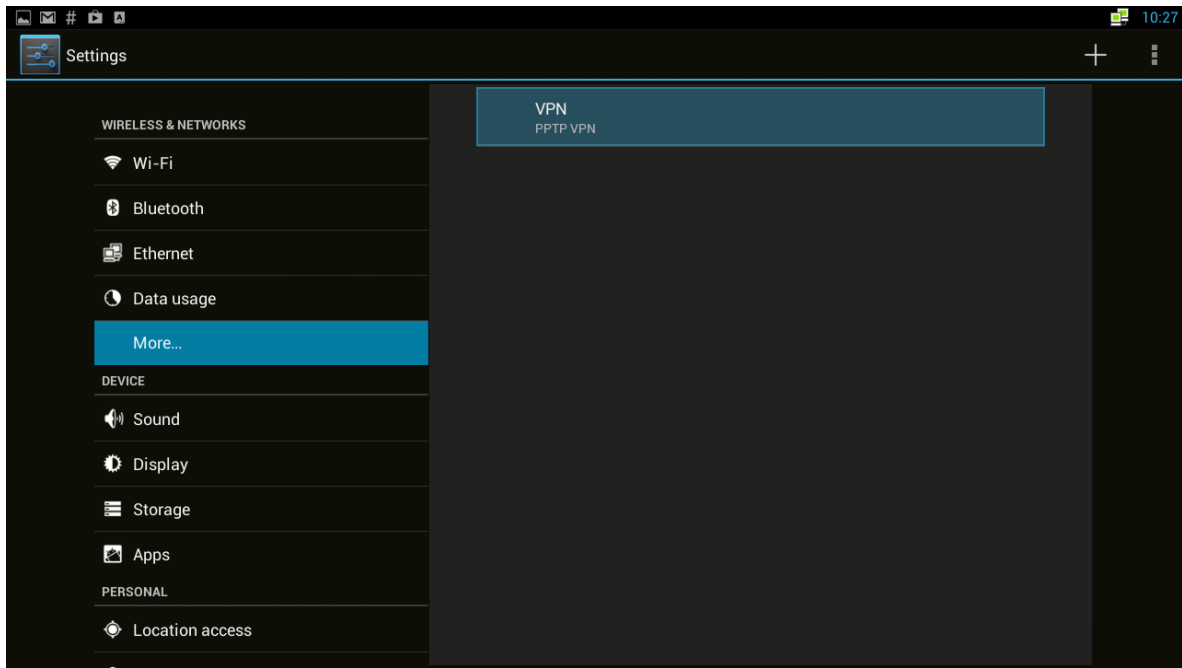 10:27
Settings
WIRELESS & NETWORKS
Wi-Fi
Bluetooth
Ethernet
Data usage
More...
DEVICE
Sound
Display
Storage
Apps
PERSONAL
Location access
VPN
PPTP VPN